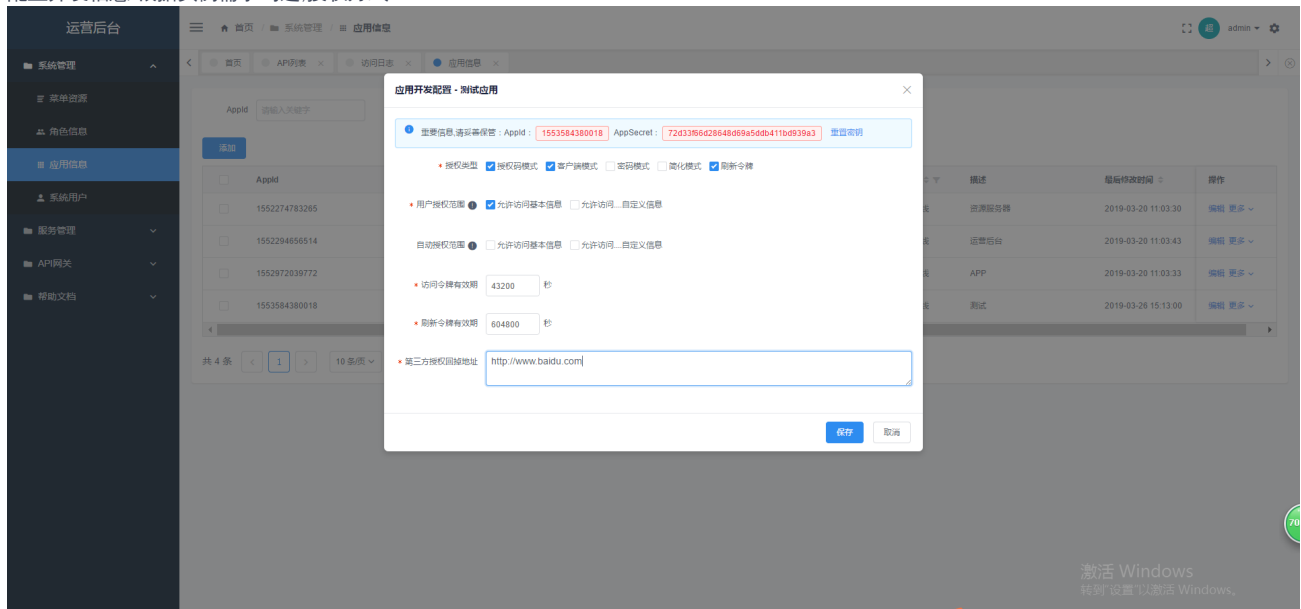 运营后台
首页 / 系统管理 / 应用信息
admin
系统管理
菜单资源
角色信息
应用信息
系统用户
服务管理
API网关
帮助文档
首页 API列表 访问日志 应用信息
AppId 请输入关键字
添加
AppId 描述 最后修改时间 操作
1552274783265 资源服务器 2019-03-20 11:03:30 编辑 更多
1552294656514 运营后台 2019-03-20 11:03:43 编辑 更多
1552972039772 APP 2019-03-20 11:03:33 编辑 更多
1553584380018 测试 2019-03-26 15:13:00 编辑 更多
共 4 条 1 10 条/页
应用开发配置 - 测试应用
重要信息,请妥善保管:AppId: 1553584380018 AppSecret: 72d33f66d28648d69a5ddb411bd939a3 重置密钥
* 授权类型 授权码模式 客户端模式 密码模式 简化模式 刷新令牌
* 用户授权范围 允许访问基本信息 允许访问....自定义信息
自动授权范围 允许访问基本信息 允许访问....自定义信息
* 访问令牌有效期 43200 秒
* 刷新令牌有效期 604800 秒
* 第三方授权回掉地址 http://www.baidu.com
保存 取消
70
激活 Windows
转到"设置"以激活 Windows。